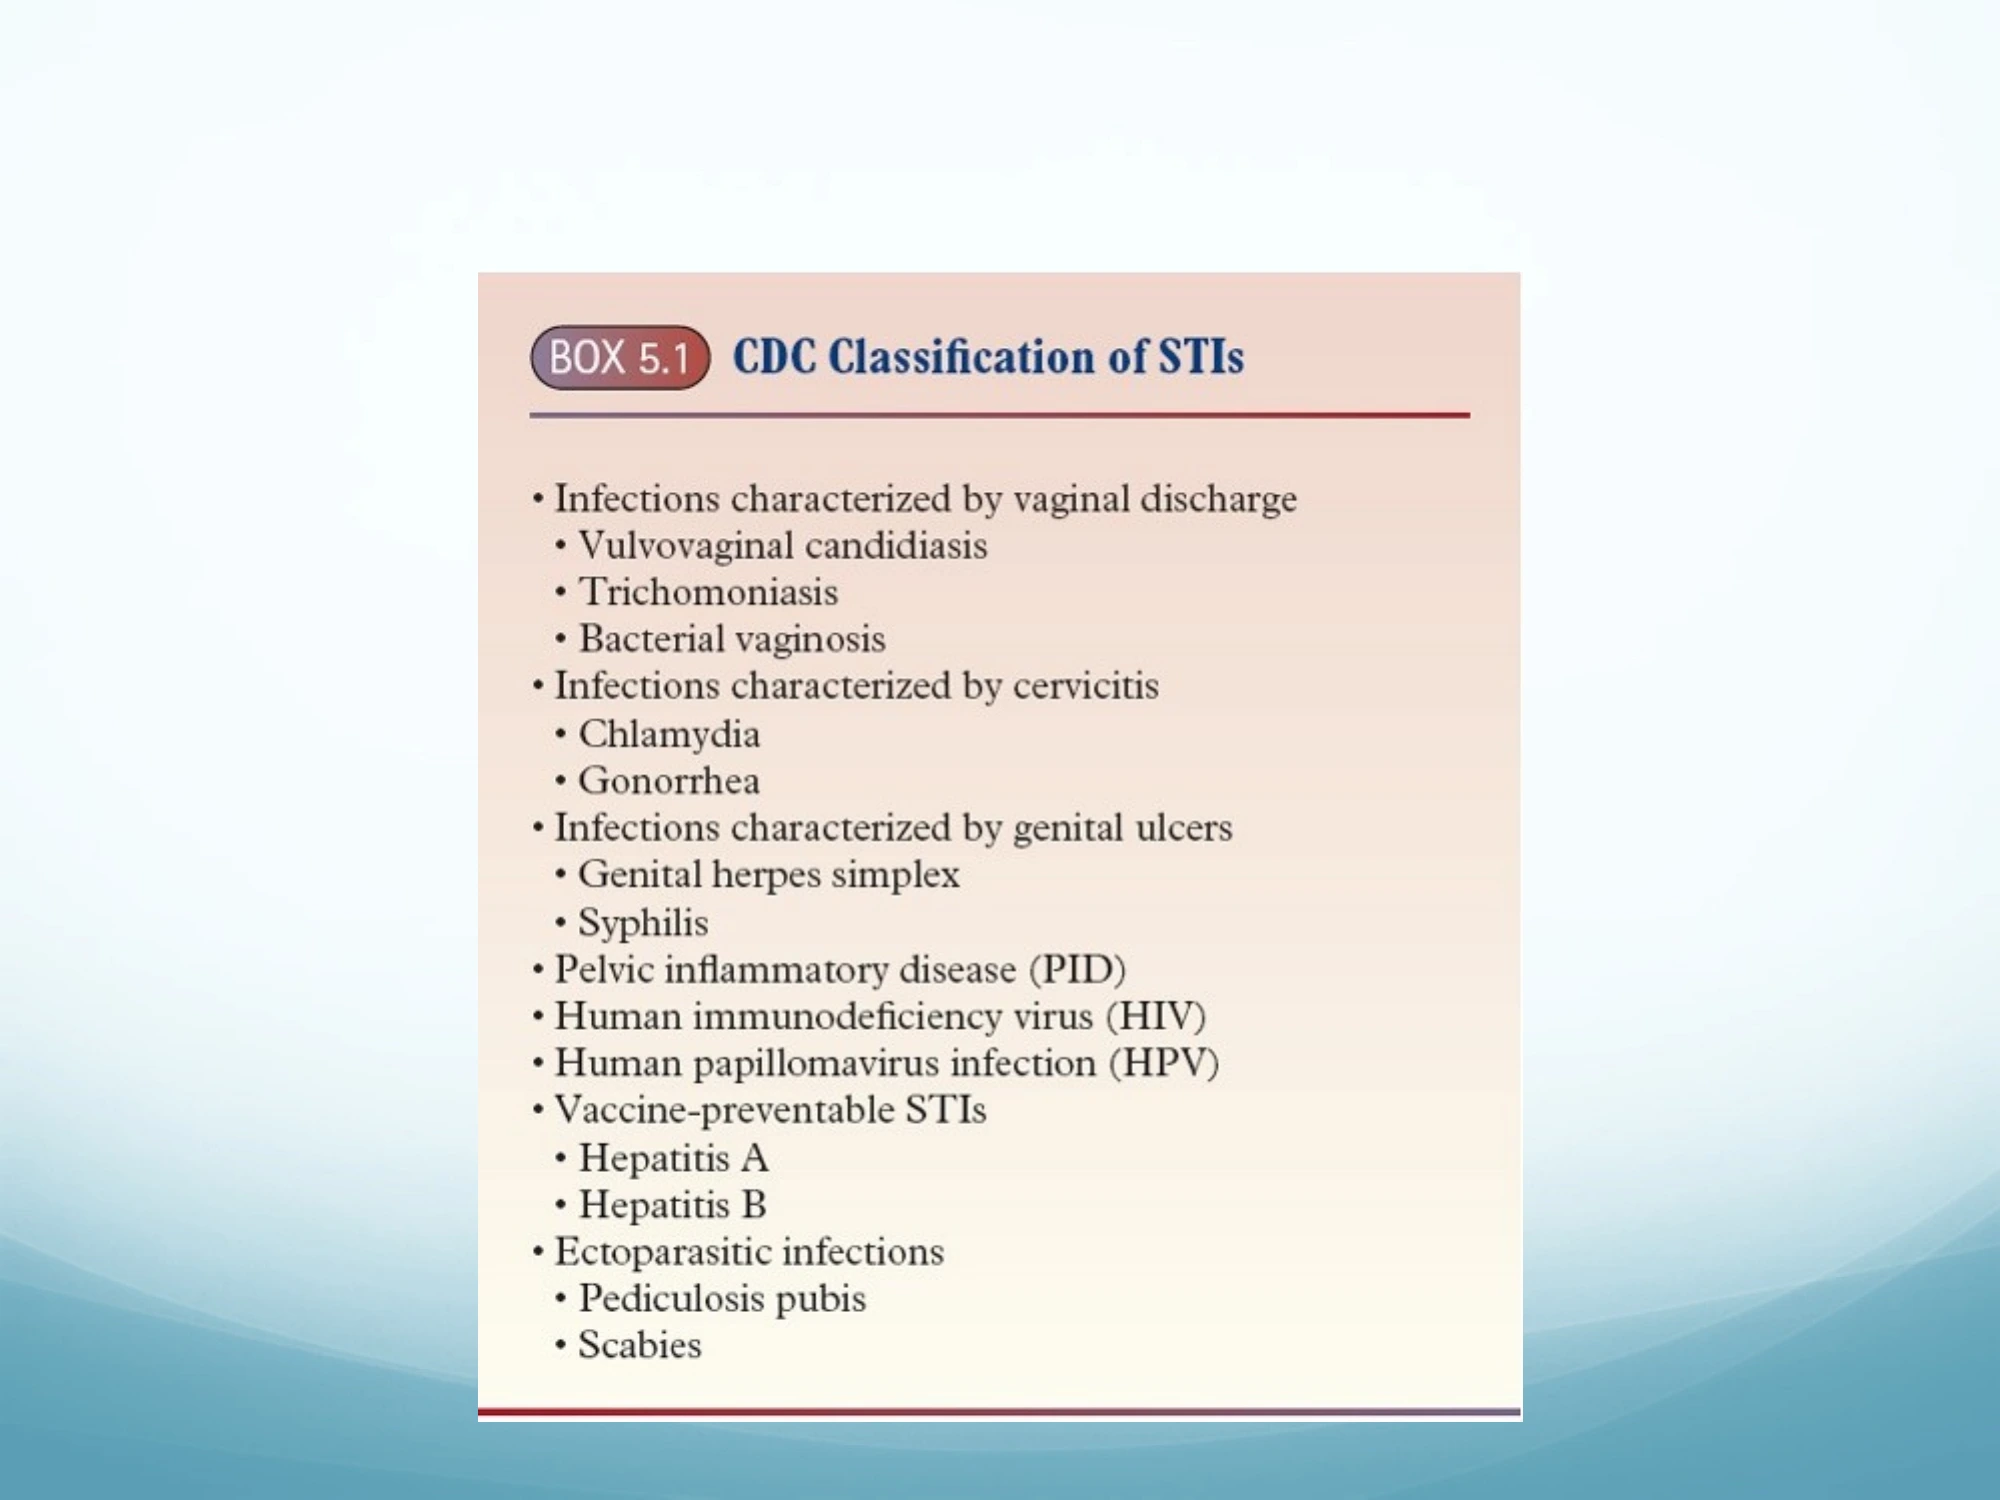 BOX 5.1 CDC Classification of STIs
• Infections characterized by vaginal discharge
• Vulvovaginal candidiasis
• Trichomoniasis
• Bacterial vaginosis
• Infections characterized by cervicitis
• Chlamydia
• Gonorrhea
• Infections characterized by genital ulcers
• Genital herpes simplex
• Syphilis
• Pelvic inflammatory disease (PID)
• Human immunodeficiency virus (HIV)
• Human papillomavirus infection (HPV)
• Vaccine-preventable STIs
• Hepatitis A
• Hepatitis B
• Ectoparasitic infections
• Pediculosis pubis
• Scabies